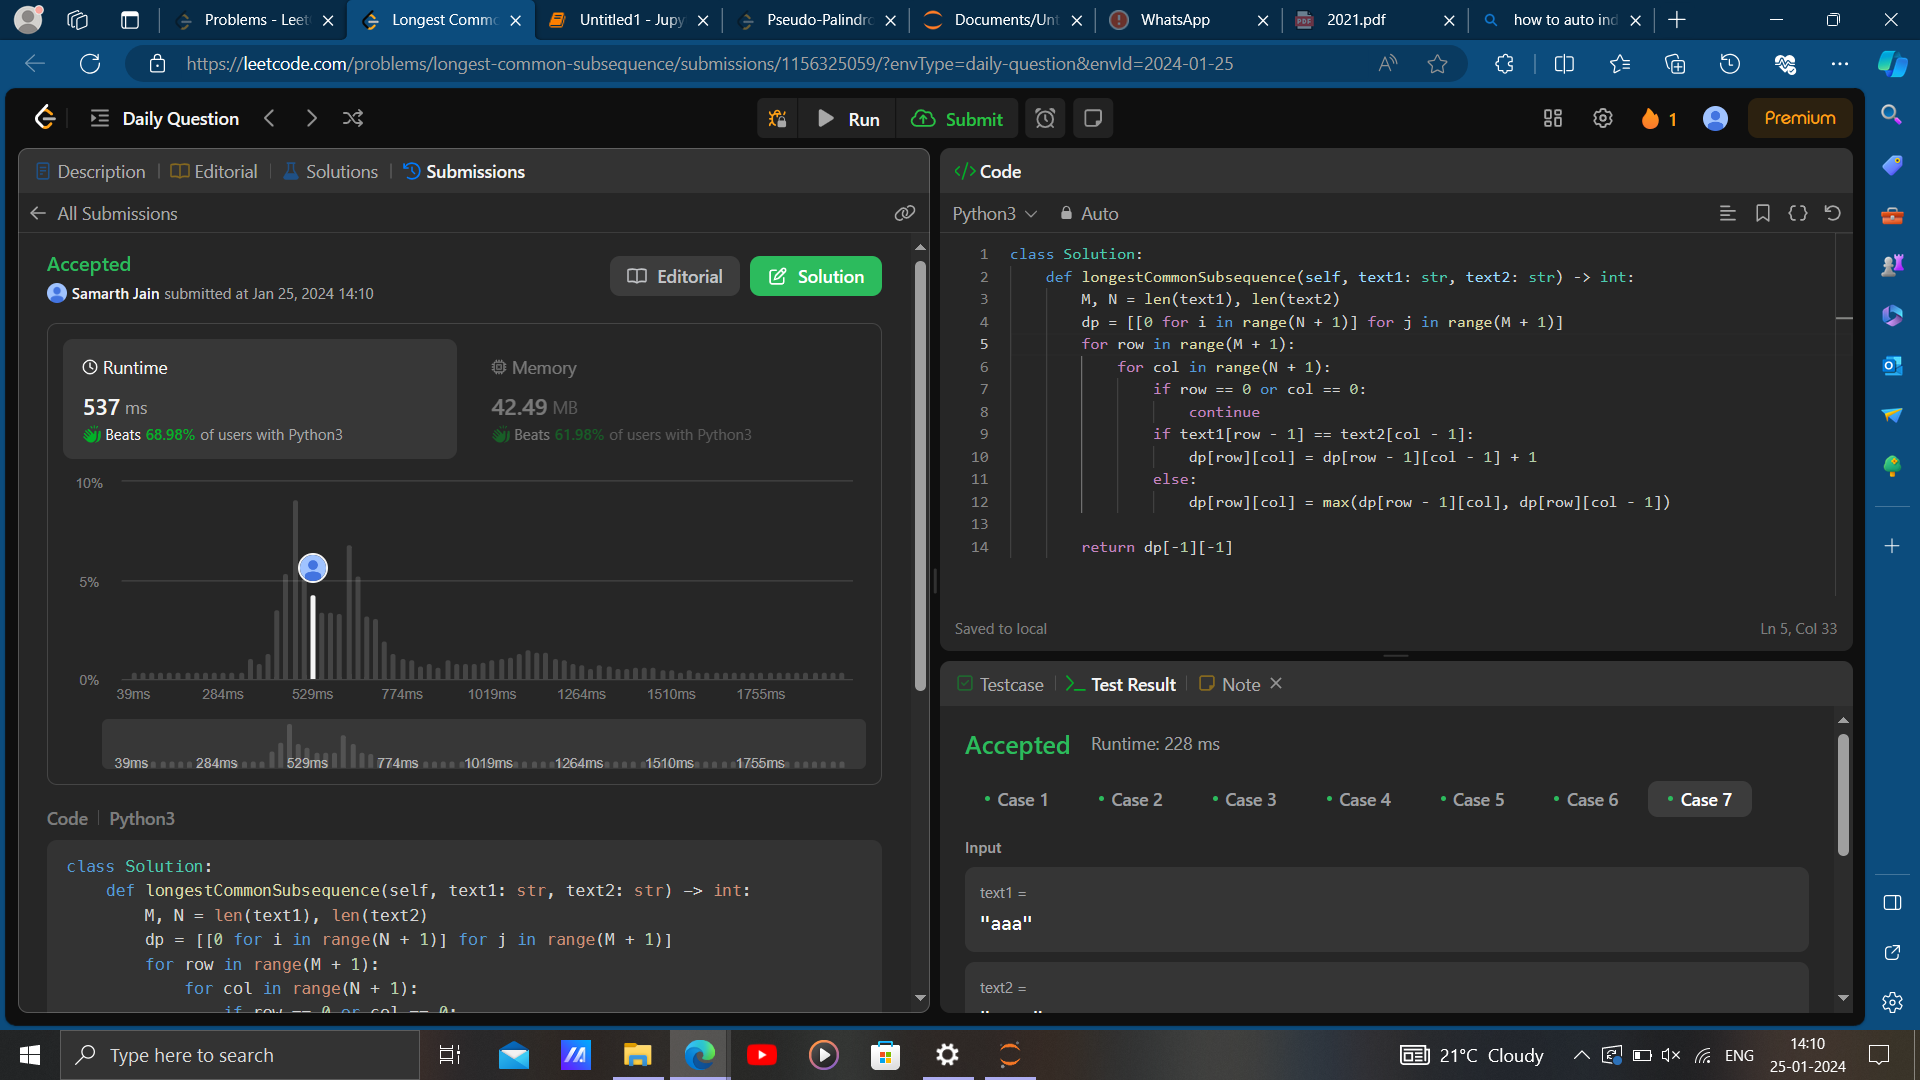 Problems - Leet
Longest Commo
Untitled1 - Jupy
Pseudo-Palindro
Documents/Unt
WhatsApp
2021.pdf
how to auto ind
https://leetcode.com/problems/longest-common-subsequence/submissions/1156325059/?envType=daily-question&envId=2024-01-25
Daily Question
Run
Submit
1
Premium
Description
Editorial
Solutions
Submissions
All Submissions
Accepted
Samarth Jain submitted at Jan 25, 2024 14:10
Editorial
Solution
Runtime
537 ms
Beats 68.98% of users with Python3
Memory
42.49 MB
Beats 61.98% of users with Python3
10%
5%
0%
39ms 284ms 529ms 774ms 1019ms 1264ms 1510ms 1755ms
39ms 284ms 529ms 774ms 1019ms 1264ms 1510ms 1755ms
Code | Python3
class Solution:
    def longestCommonSubsequence(self, text1: str, text2: str) -> int:
        M, N = len(text1), len(text2)
        dp = [[0 for i in range(N + 1)] for j in range(M + 1)]
        for row in range(M + 1):
            for col in range(N + 1):
                if row == 0 or col == 0:
</> Code
Python3
Auto
1 class Solution:
2     def longestCommonSubsequence(self, text1: str, text2: str) -> int:
3         M, N = len(text1), len(text2)
4         dp = [[0 for i in range(N + 1)] for j in range(M + 1)]
5         for row in range(M + 1):
6             for col in range(N + 1):
7                 if row == 0 or col == 0:
8                     continue
9                 if text1[row - 1] == text2[col - 1]:
10                     dp[row][col] = dp[row - 1][col - 1] + 1
11                 else:
12                     dp[row][col] = max(dp[row - 1][col], dp[row][col - 1])
13
14         return dp[-1][-1]
Saved to local
Ln 5, Col 33
Testcase
Test Result
Note
Accepted
Runtime: 228 ms
Case 1
Case 2
Case 3
Case 4
Case 5
Case 6
Case 7
Input
text1 =
"aaa"
text2 =
Type here to search
21°C Cloudy
ENG
14:10
25-01-2024